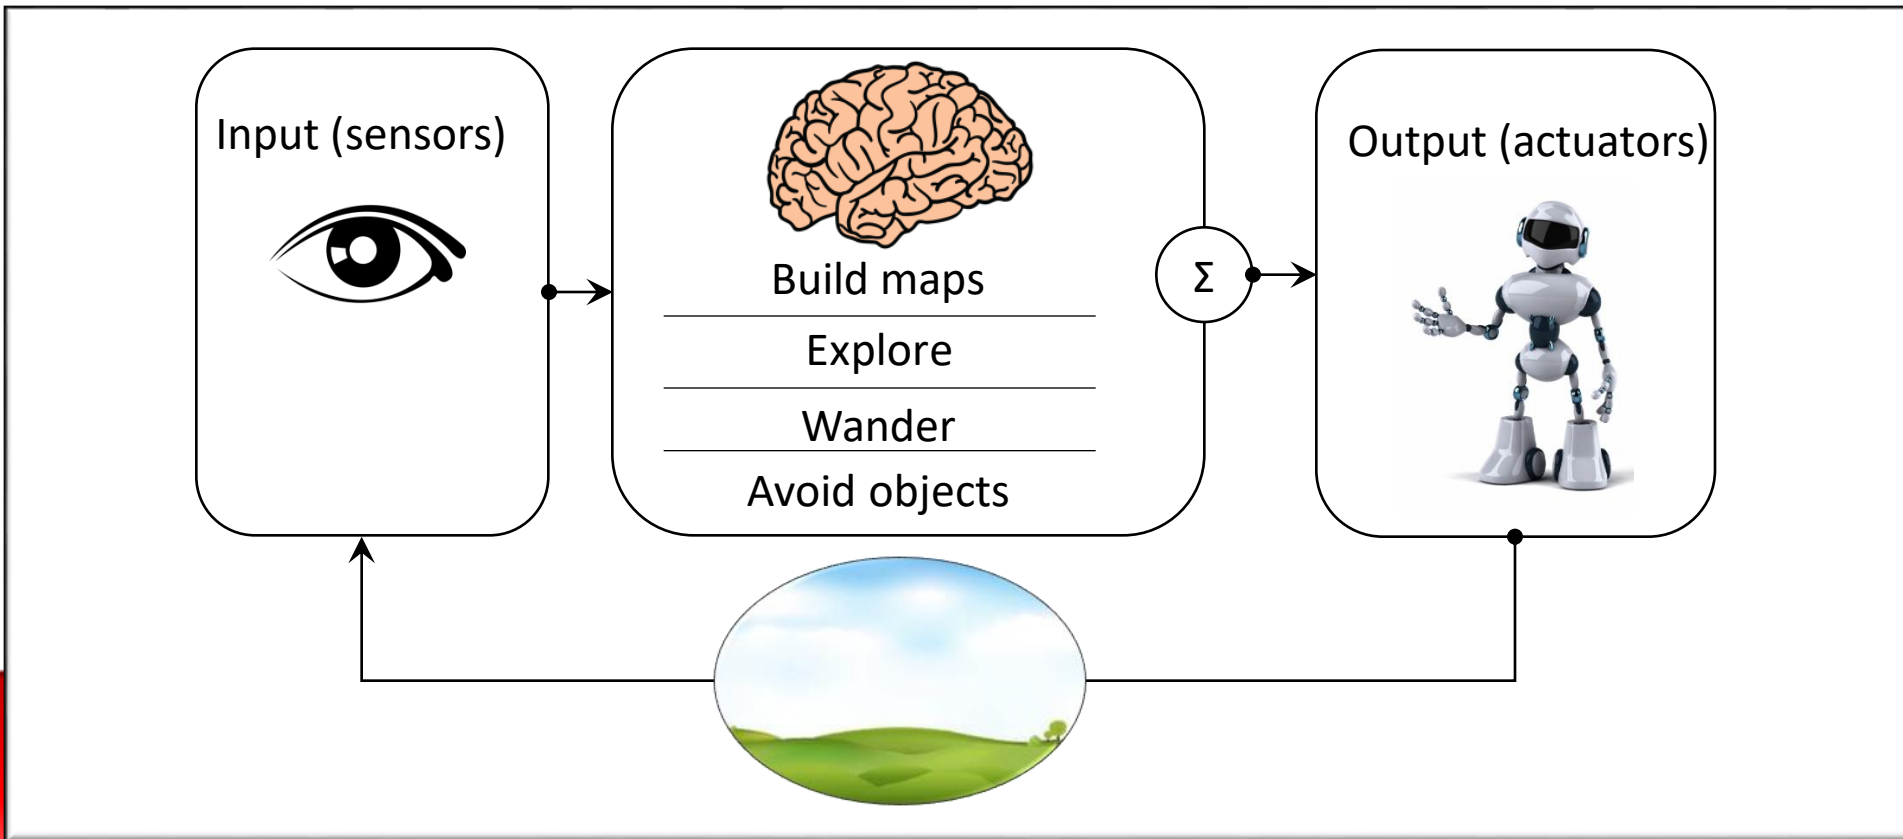 Input (sensors)
Build maps
Explore
Wander
Avoid objects
Σ
Output (actuators)